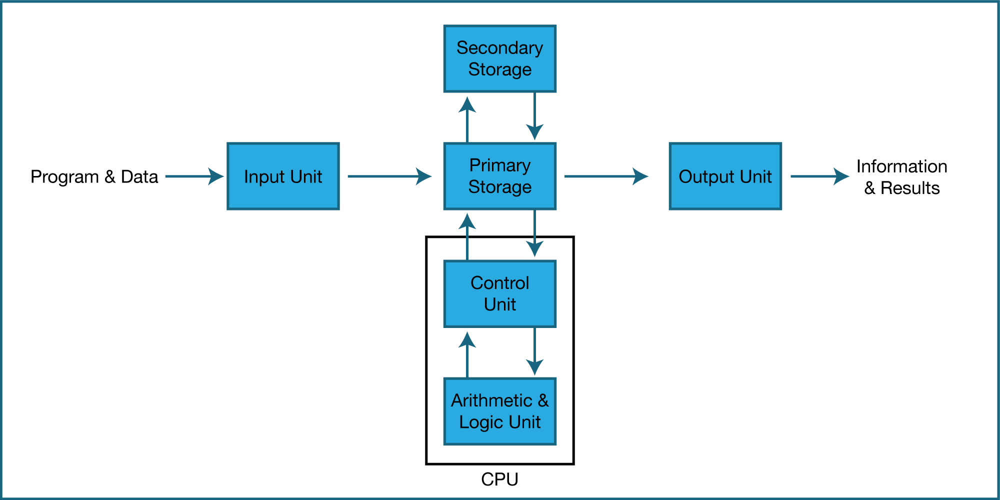 Secondary
Storage
Program & Data
Input Unit
Primary
Storage
Output Unit
Information
& Results
Control
Unit
Arithmetic &
Logic Unit
CPU